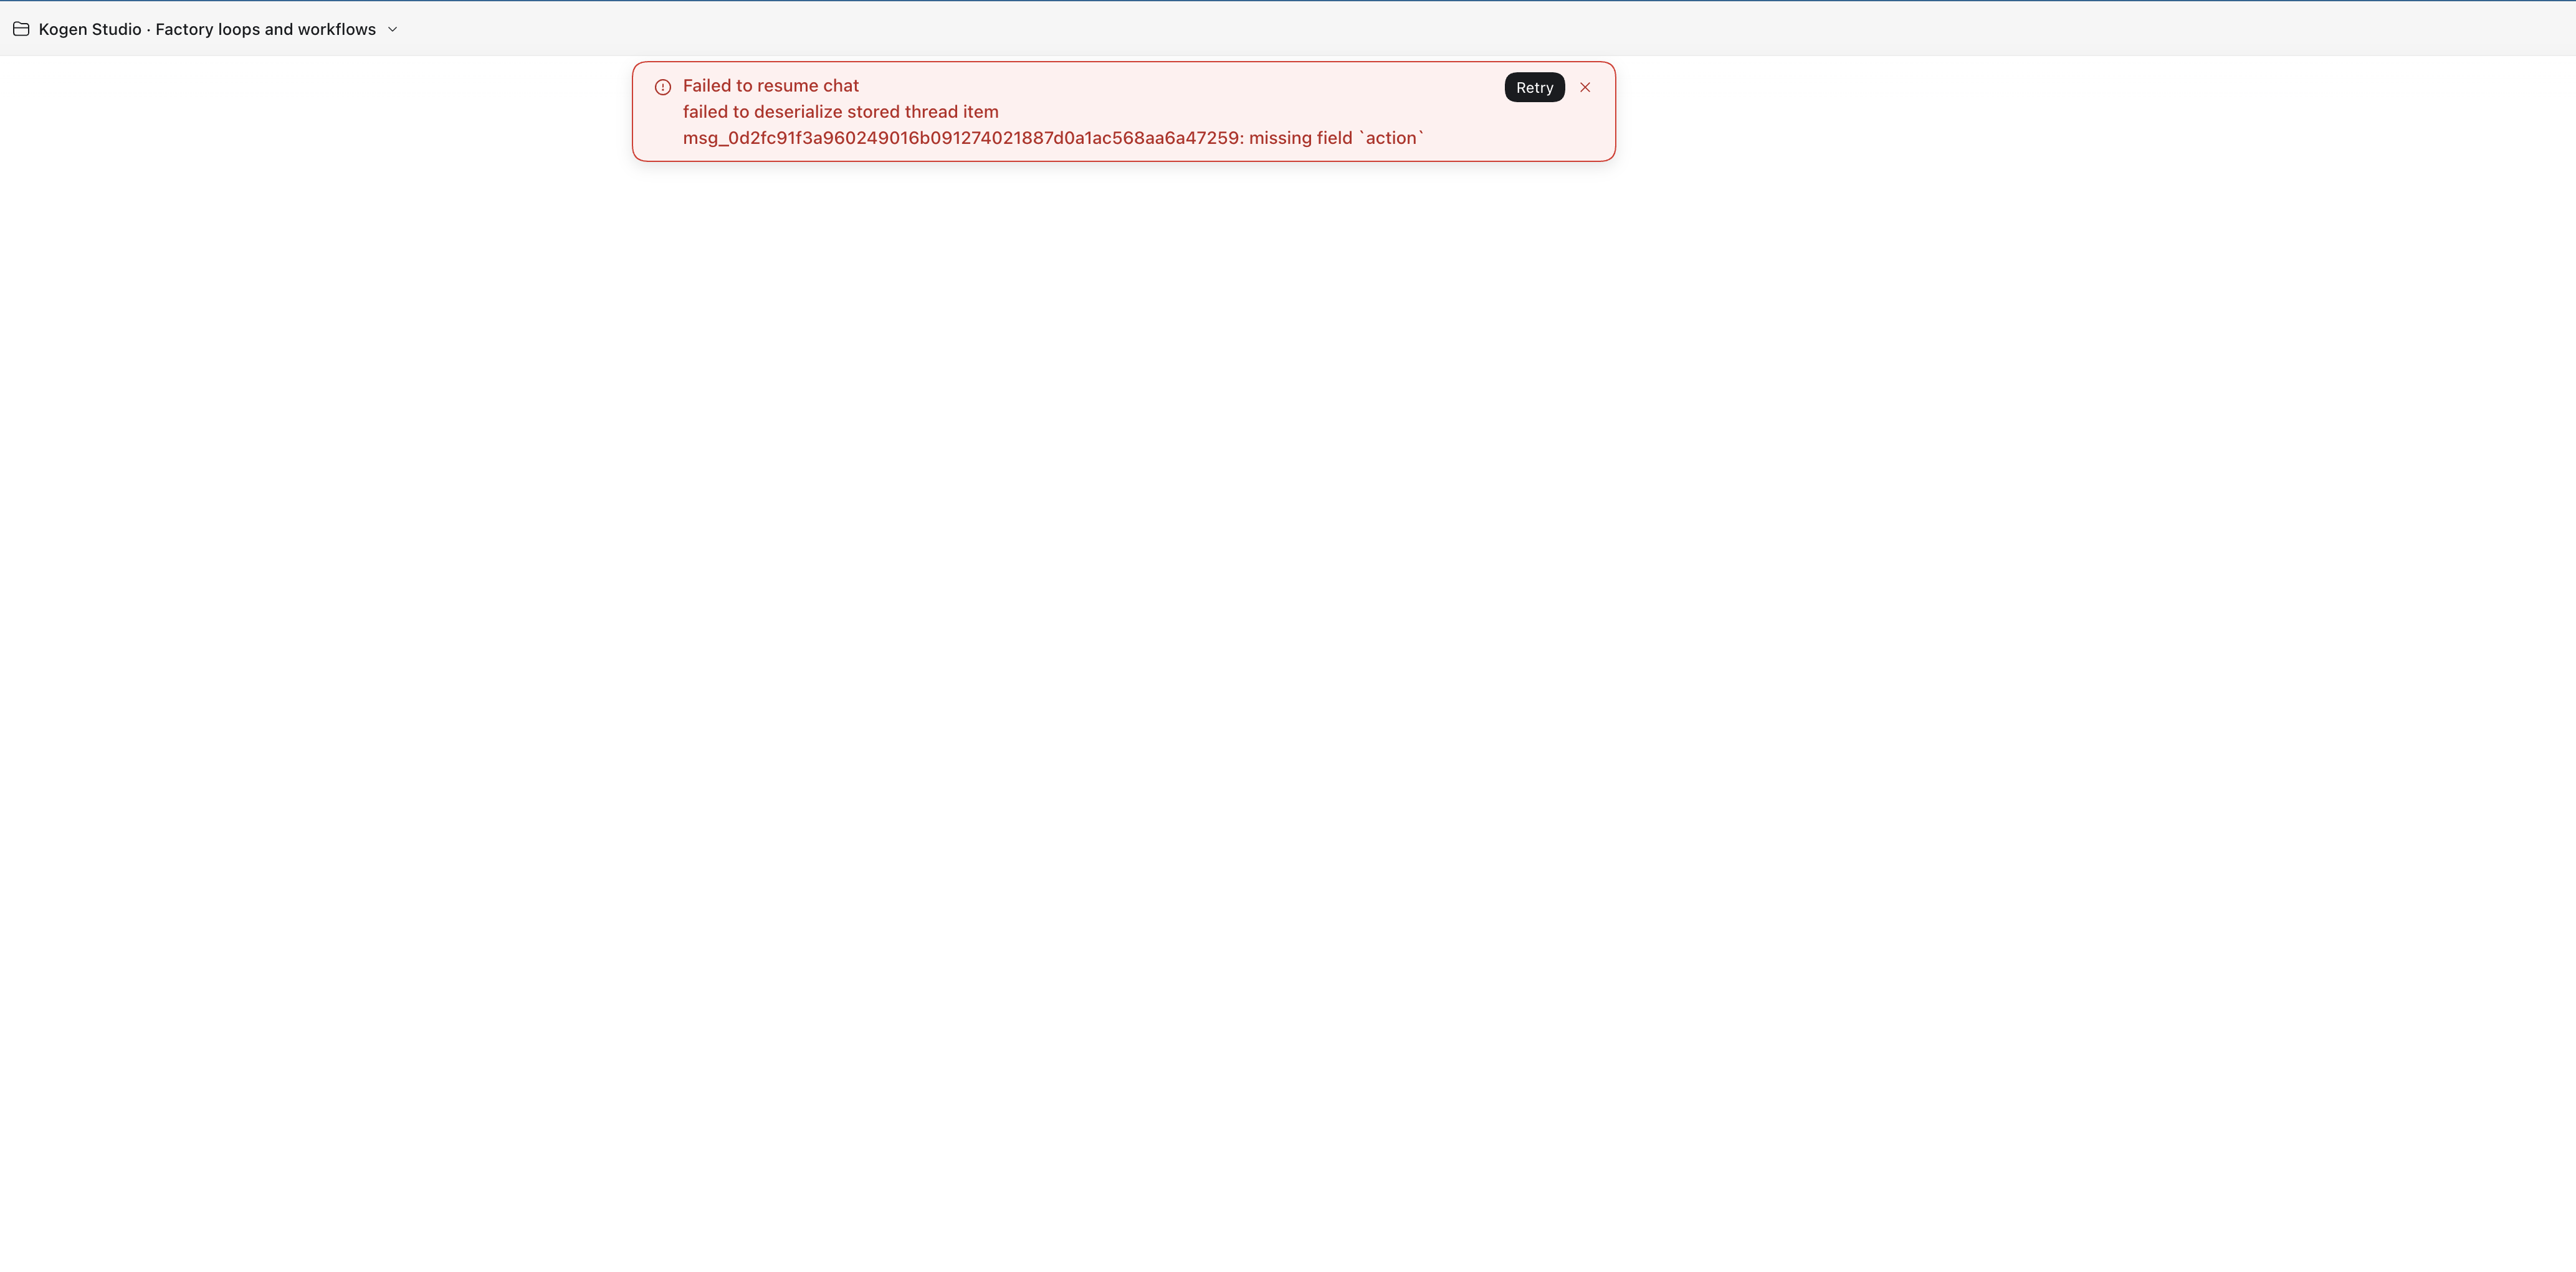 Kogen Studio · Factory loops and workflows
Failed to resume chat
Retry
failed to deserialize stored thread item
msg_0d2fc91f3a960249016b091274021887d0a1ac568aa6a47259: missing field `action`